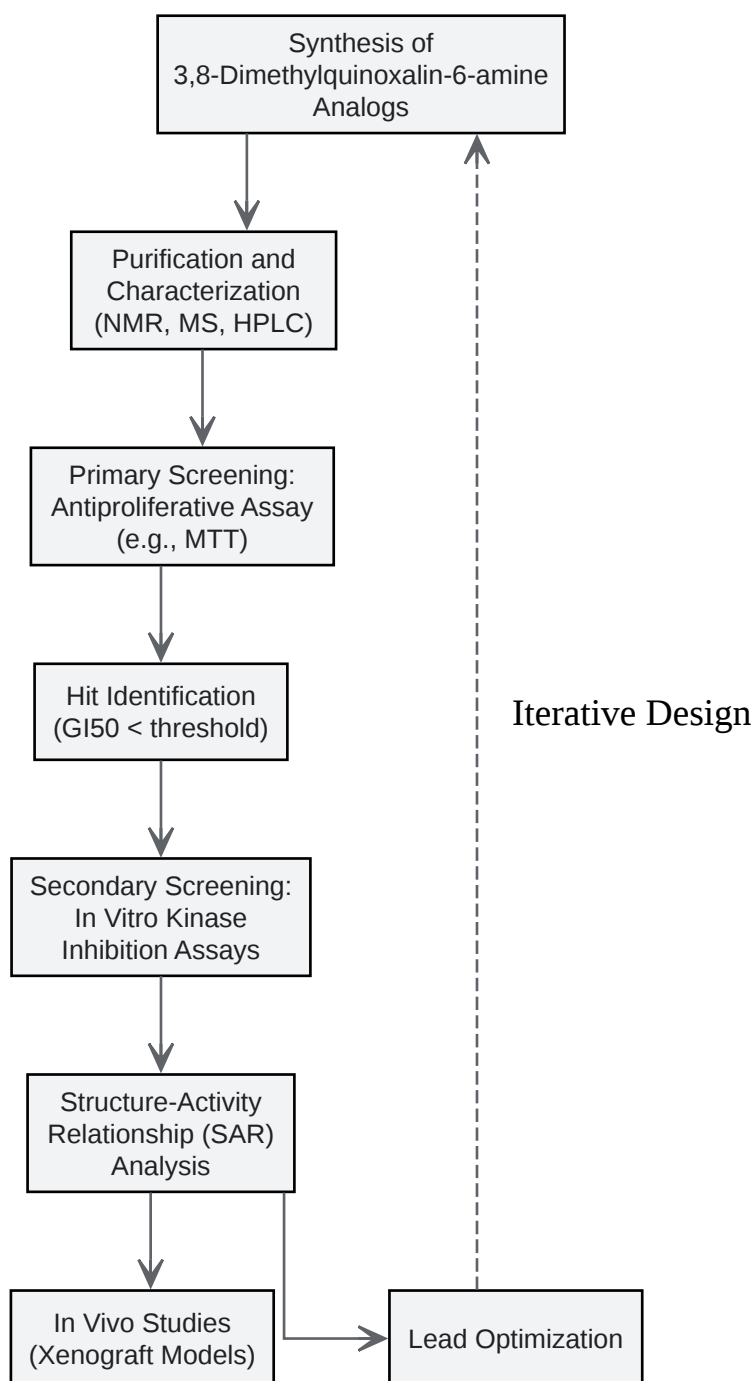 Synthesis of
3,8-Dimethylquinoxalin-6-amine
Analogs
Purification and
Characterization
(NMR, MS, HPLC)
Primary Screening:
Antiproliferative Assay
(e.g., MTT)
Hit Identification
(GI50 < threshold)
Iterative Design
Secondary Screening:
In Vitro Kinase
Inhibition Assays
Structure-Activity
Relationship (SAR)
Analysis
In Vivo Studies
(Xenograft Models)
Lead Optimization